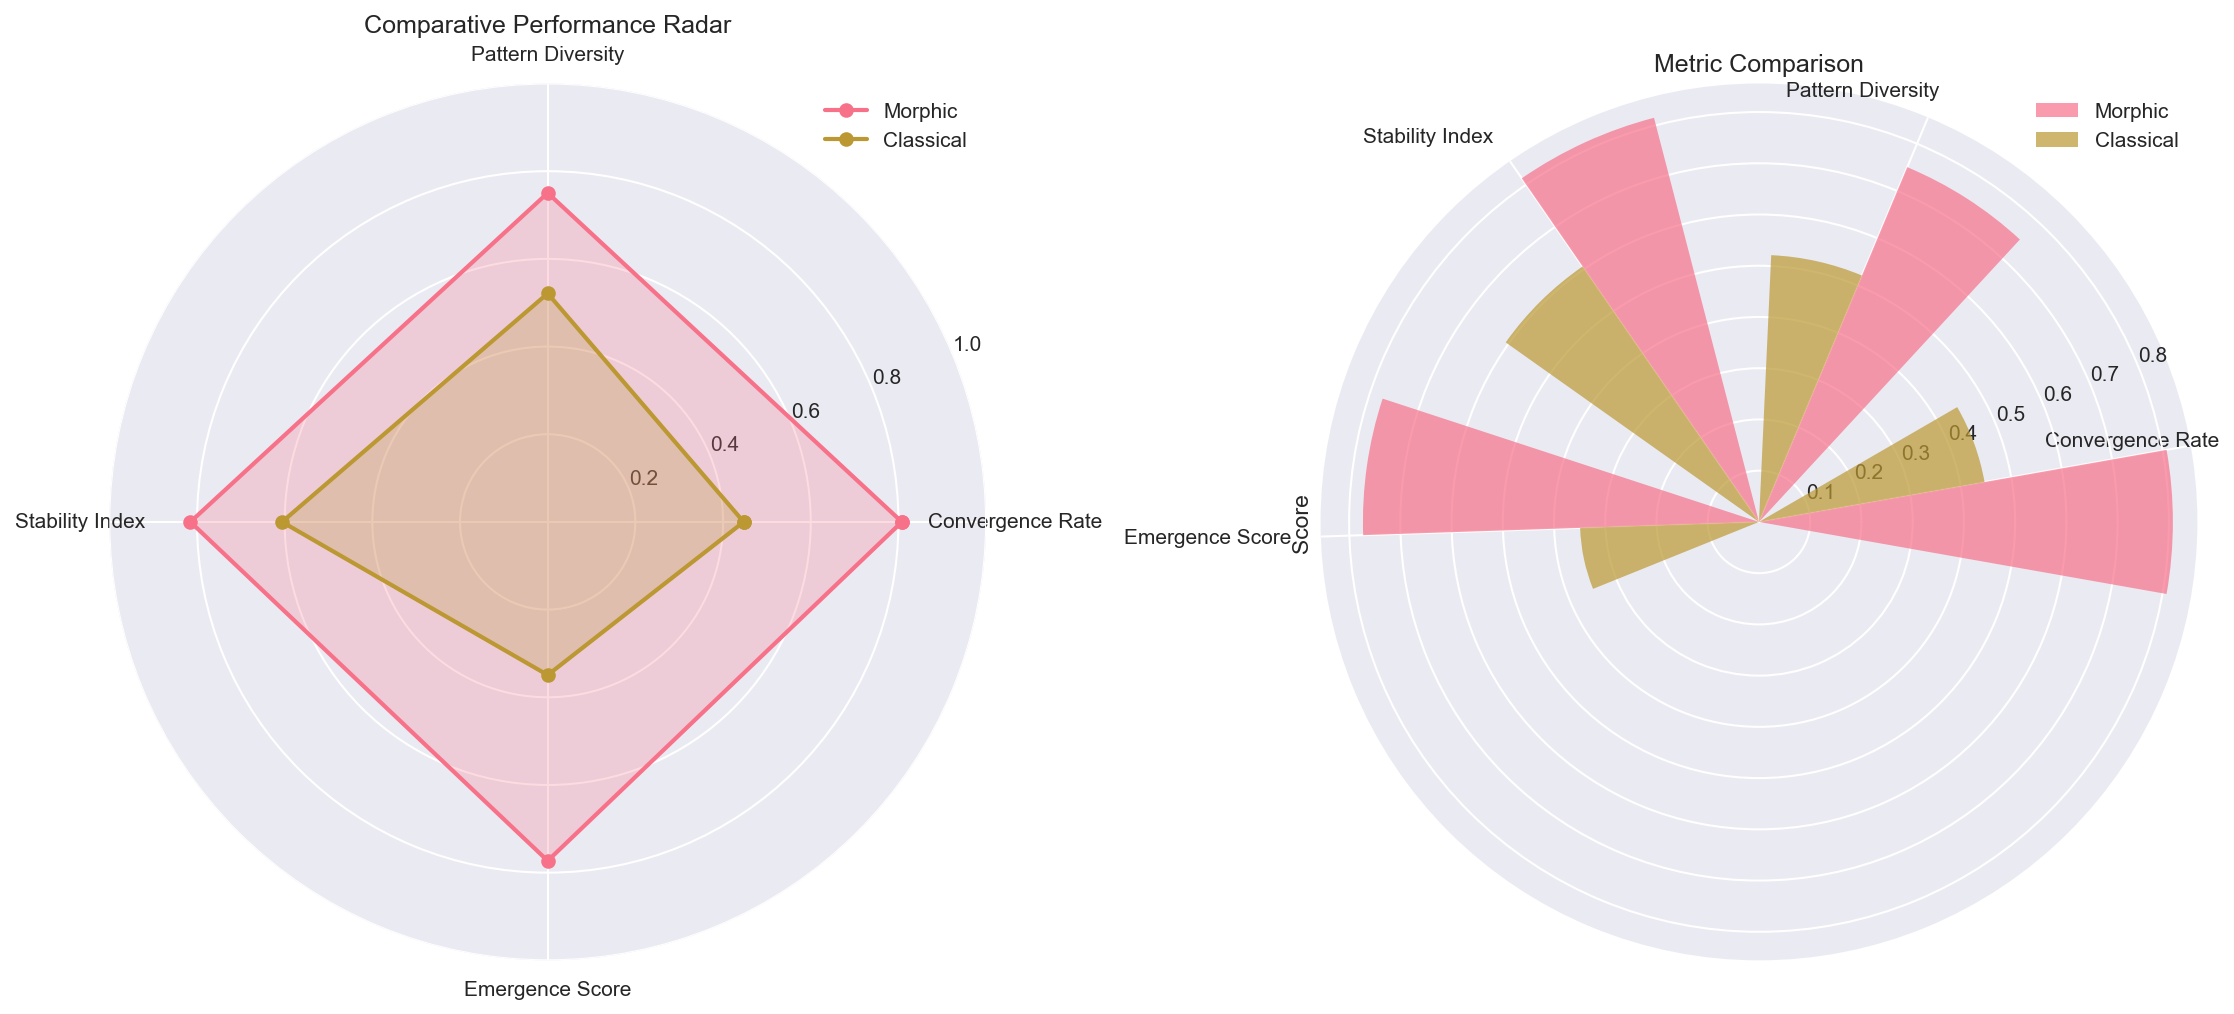 Comparative Performance Radar
Pattern Diversity
Morphic
Classical
1.0
0.8
0.6
0.4
0.2
Stability Index
Convergence Rate
Emergence Score
Metric Comparison
Pattern Diversity
Morphic
Classical
Stability Index
0.8
0.7
0.6
0.5
0.4
0.3
0.2
0.1
Convergence Rate
Emergence Score
Score